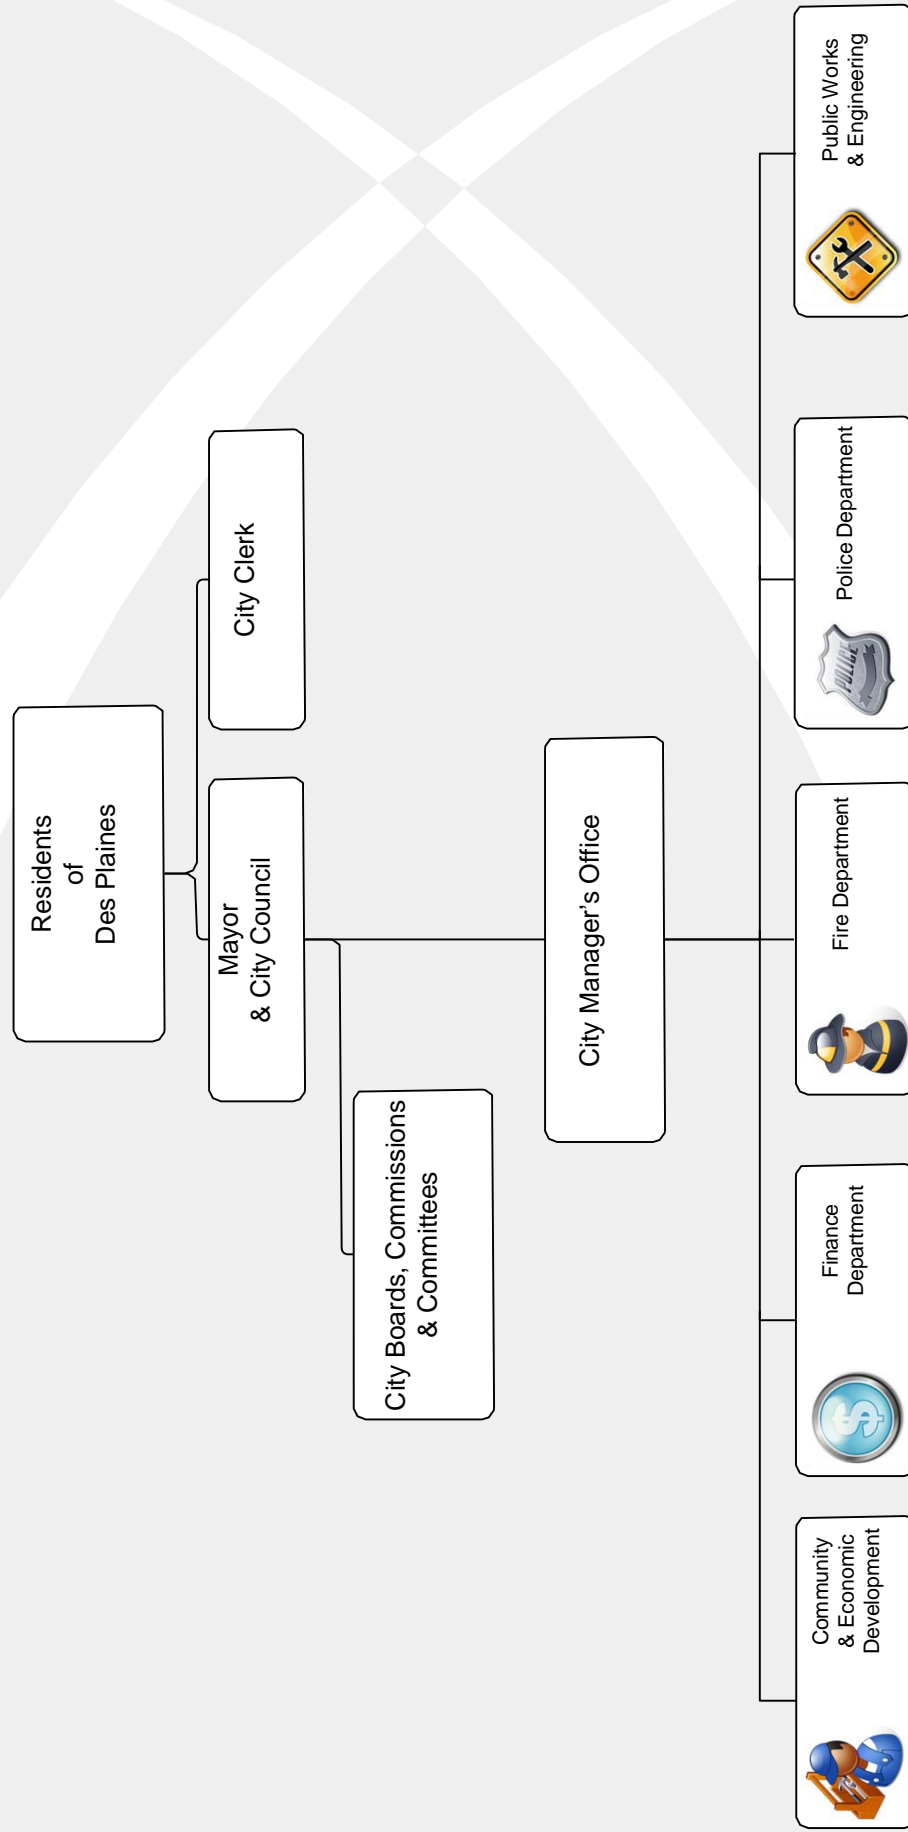 Residents
of
Des Plaines
Mayor
& City Council
City Clerk
City Boards, Commissions
& Committees
City Manager’s Office
Community
& Economic
Development
Finance
Department
Fire Department
POLICE
Police Department
Public Works
& Engineering